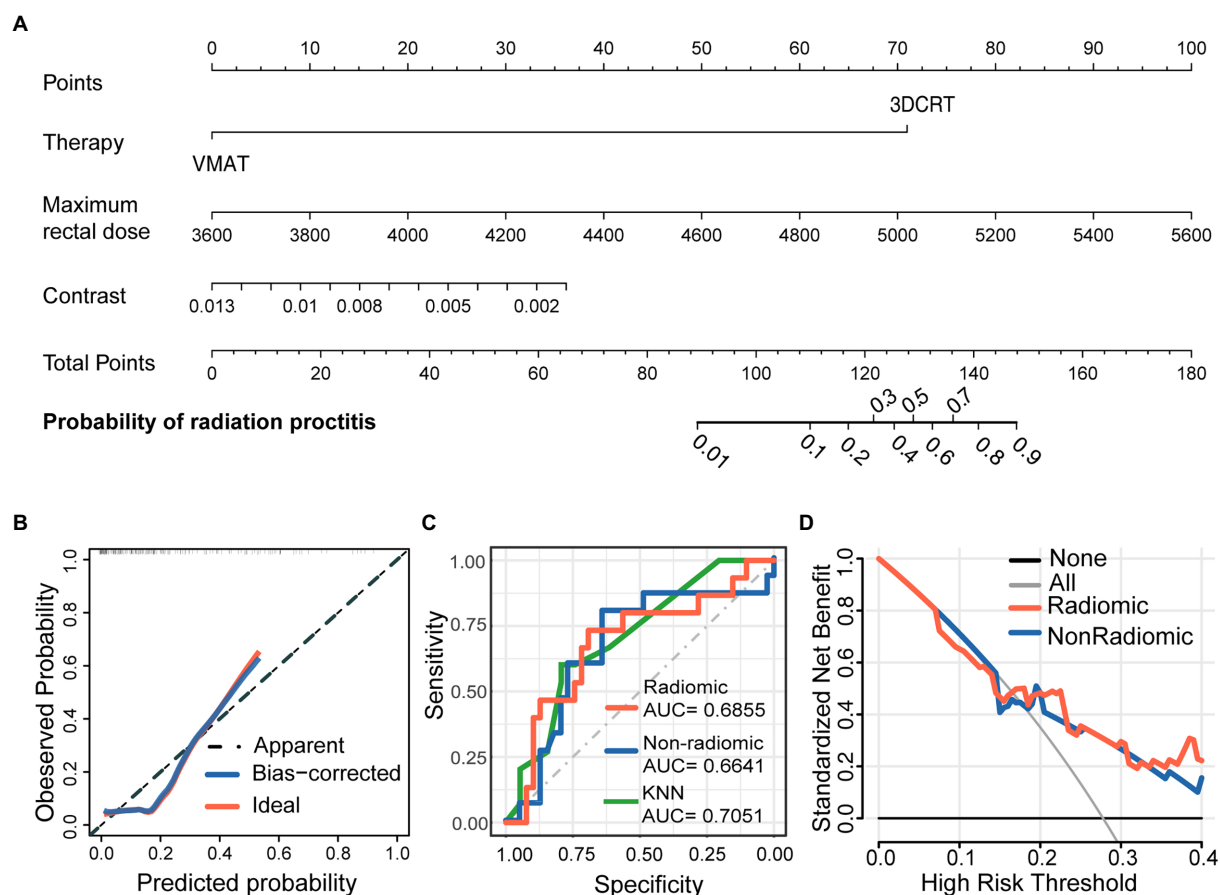 A
0 10 20 30 40 50 60 70 80 90 100
Points
3DCRT
Therapy
VMAT
Maximum
rectal dose
3600 3800 4000 4200 4400 4600 4800 5000 5200 5400 5600
Contrast
0.013 0.01 0.008 0.005 0.002
Total Points
0 20 40 60 80 100 120 140 160 180
Probability of radiation proctitis
0.3 0.5 0.7
0.01 0.1 0.2 0.4 0.6 0.8 0.9
B
Obeserved Probability
1.0
0.8
0.6
0.4
0.2
0.0
Apparent
Bias-corrected
Ideal
0.0 0.2 0.4 0.6 0.8 1.0
Predicted probability
C
Sensitivity
1.00
0.75
0.50
0.25
0.00
Radiomic
AUC= 0.6855
Non-radiomic
AUC= 0.6641
KNN
AUC= 0.7051
1.00 0.75 0.50 0.25 0.00
Specificity
D
Standardized Net Benefit
1.0
0.8
0.6
0.4
0.2
0.0
None
All
Radiomic
NonRadiomic
0.0 0.1 0.2 0.3 0.4
High Risk Threshold